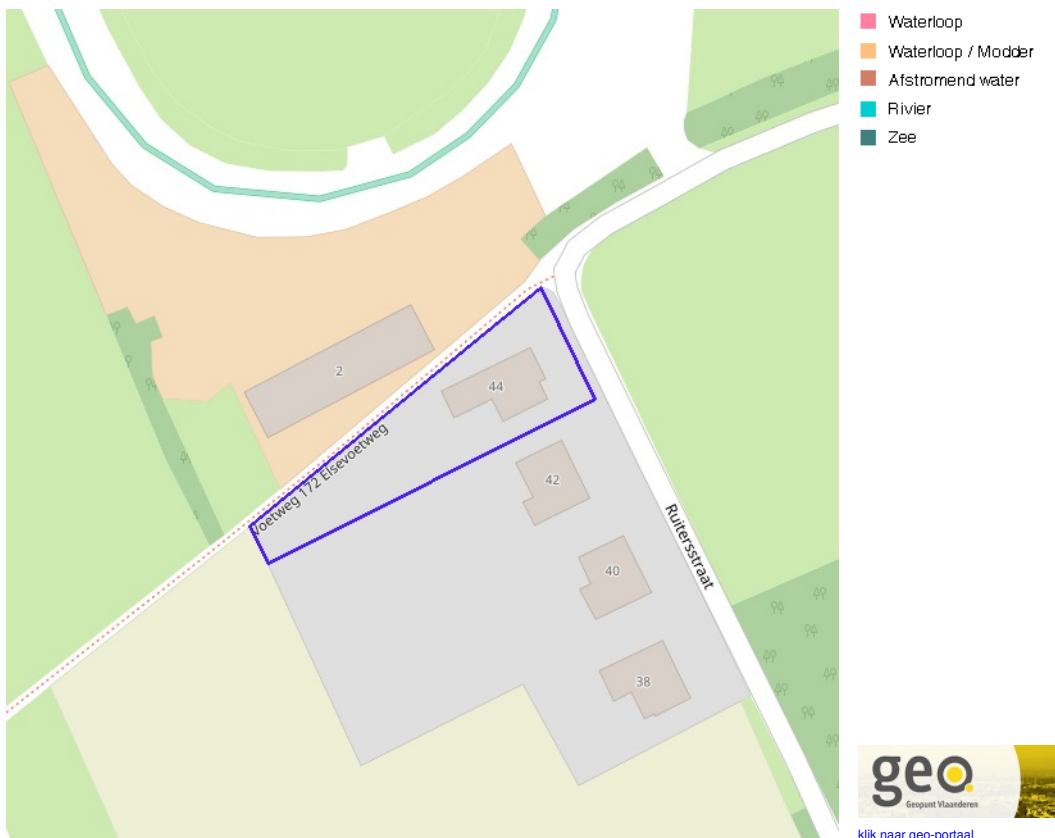 Waterloop
Waterloop / Modder
Afstromend water
Rivier
Zee
2
44
Voetweg 172 Elsevoetweg
42
Ruitersstraat
40
38
geo.
Geopunt Vlaanderen
klik naar geo-portaal